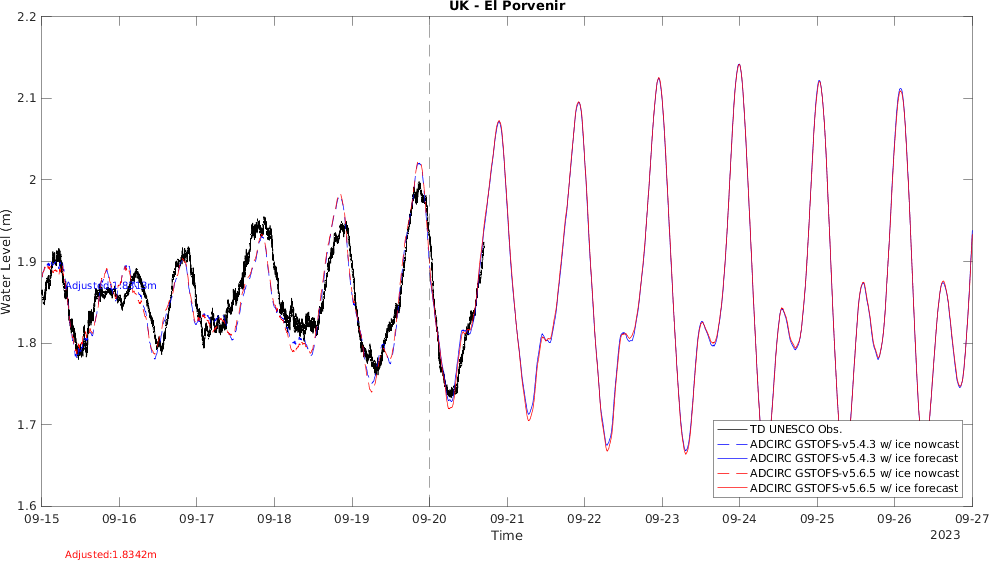 UK - El Porvenir
2.2
2.1
2
1.9
1.8
1.7
1.6
Water Level (m)
TD UNESCO Obs.
ADCIRC GSTOFS-v5.4.3 w/ ice nowcast
ADCIRC GSTOFS-v5.4.3 w/ ice forecast
ADCIRC GSTOFS-v5.6.5 w/ ice nowcast
ADCIRC GSTOFS-v5.6.5 w/ ice forecast
09-15 09-16 09-17 09-18 09-19 09-20 09-21 09-22 09-23 09-24 09-25 09-26 09-27
Time
2023
Adjusted:1.8342m